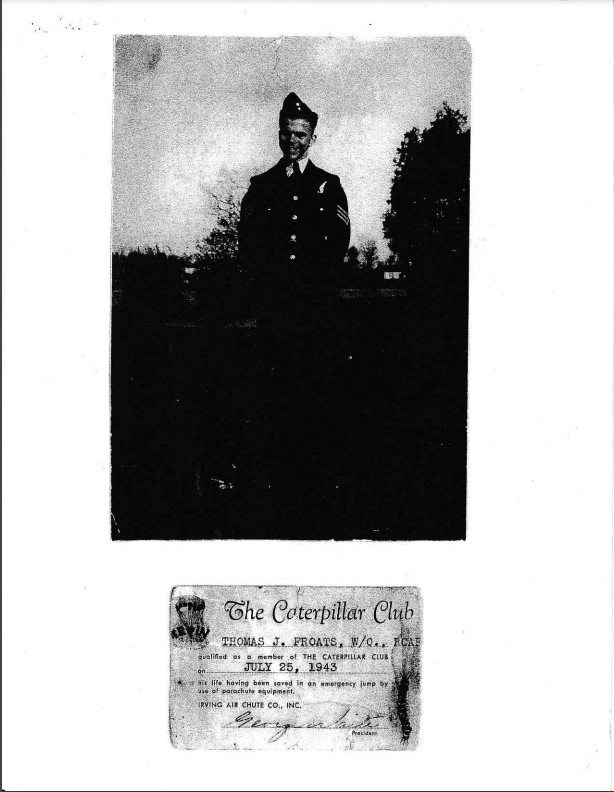 The Caterpillar Club
THOMAS J. FROATS, W/O., RCAF
qualified as a member of THE CATERPILLAR CLUB
on JULY 25, 1943
his life having been saved in an emergency jump by
use of parachute equipment.
IRVING AIR CHUTE CO., INC.
President